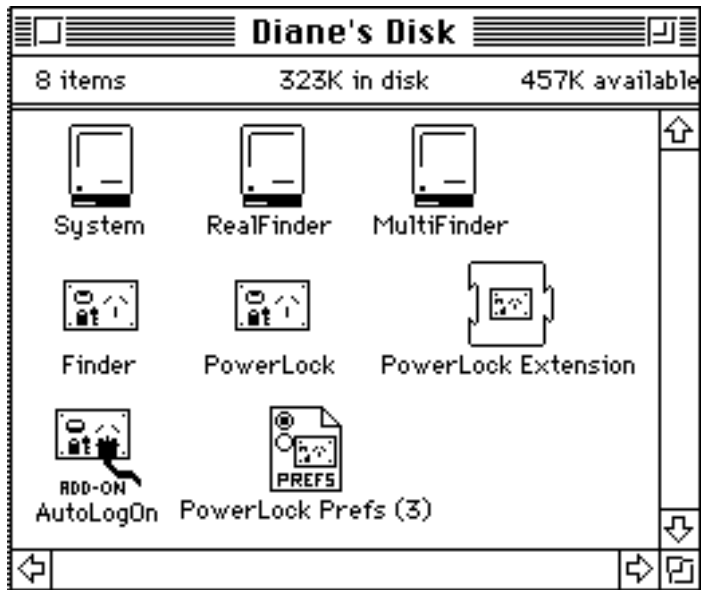 Diane's Disk
8 items 323K in disk 457K available
System RealFinder MultiFinder
Finder PowerLock PowerLock Extension
ADD-ON PREFS
AutoLogOn PowerLock Prefs (3)